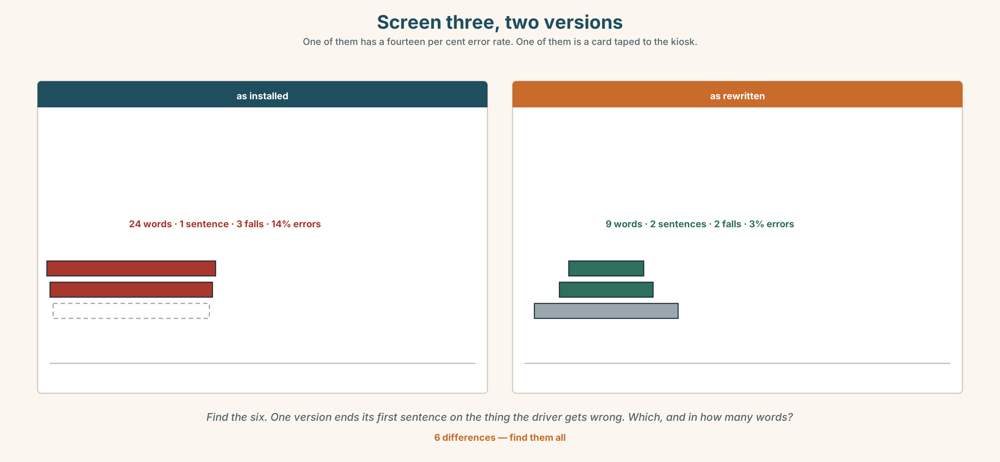 Screen three, two versions
One of them has a fourteen per cent error rate. One of them is a card taped to the kiosk.
as installed
as rewritten
24 words · 1 sentence · 3 falls · 14% errors
9 words · 2 sentences · 2 falls · 3% errors
Find the six. One version ends its first sentence on the thing the driver gets wrong. Which, and in how many words?
6 differences — find them all